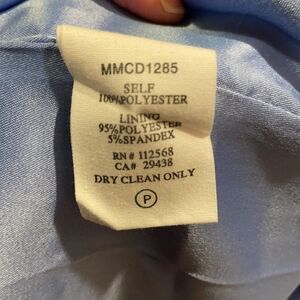 MMCD1285
SELF
100%POLYESTER
LINING
95%POLYESTER
5%SPANDEX
RN# 112568
CA# 29438
DRY CLEAN ONLY
P